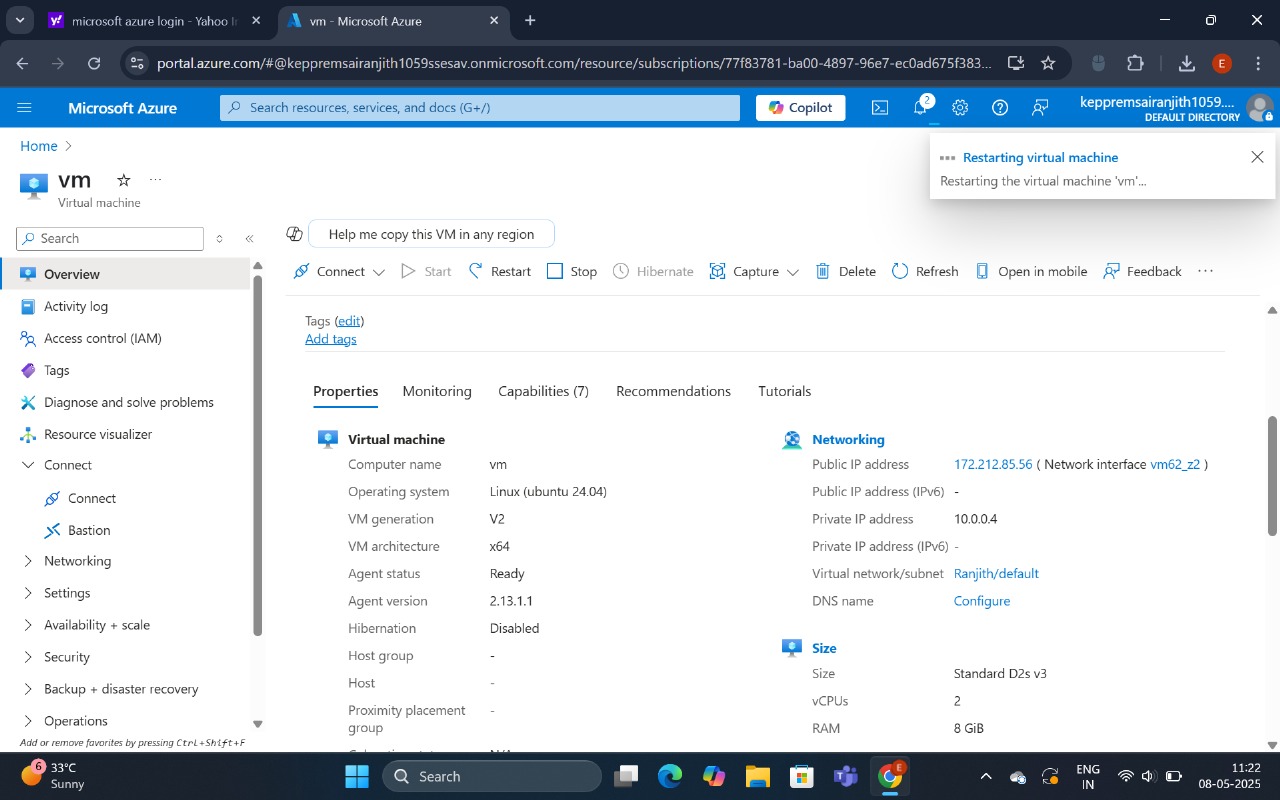 microsoft azure login - Yahoo I
vm - Microsoft Azure
portal.azure.com/#@keppremsairanjith1059ssesav.onmicrosoft.com/resource/subscriptions/77f83781-ba00-4897-96e7-ec0ad675f383...
E
Microsoft Azure
Search resources, services, and docs (G+/)
Copilot
2
keppremsairanjith1059....
DEFAULT DIRECTORY
Home
Restarting virtual machine
Restarting the virtual machine 'vm'...
vm
Virtual machine
Search
Help me copy this VM in any region
Connect
Start
Restart
Stop
Hibernate
Capture
Delete
Refresh
Open in mobile
Feedback
Overview
Activity log
Access control (IAM)
Tags
Diagnose and solve problems
Resource visualizer
Connect
Connect
Bastion
Networking
Settings
Availability + scale
Security
Backup + disaster recovery
Operations
Add or remove favorites by pressing Ctrl+Shift+F
Tags (edit)
Add tags
Properties Monitoring Capabilities (7) Recommendations Tutorials
Virtual machine
Computer name vm
Operating system Linux (ubuntu 24.04)
VM generation V2
VM architecture x64
Agent status Ready
Agent version 2.13.1.1
Hibernation Disabled
Host group -
Host -
Proximity placement group -
Networking
Public IP address 172.212.85.56 ( Network interface vm62_z2 )
Public IP address (IPv6) -
Private IP address 10.0.0.4
Private IP address (IPv6) -
Virtual network/subnet Ranjith/default
DNS name Configure
Size
Size Standard D2s v3
vCPUs 2
RAM 8 GiB
6
33°C
Sunny
Search
E
ENG
IN
11:22
08-05-2025